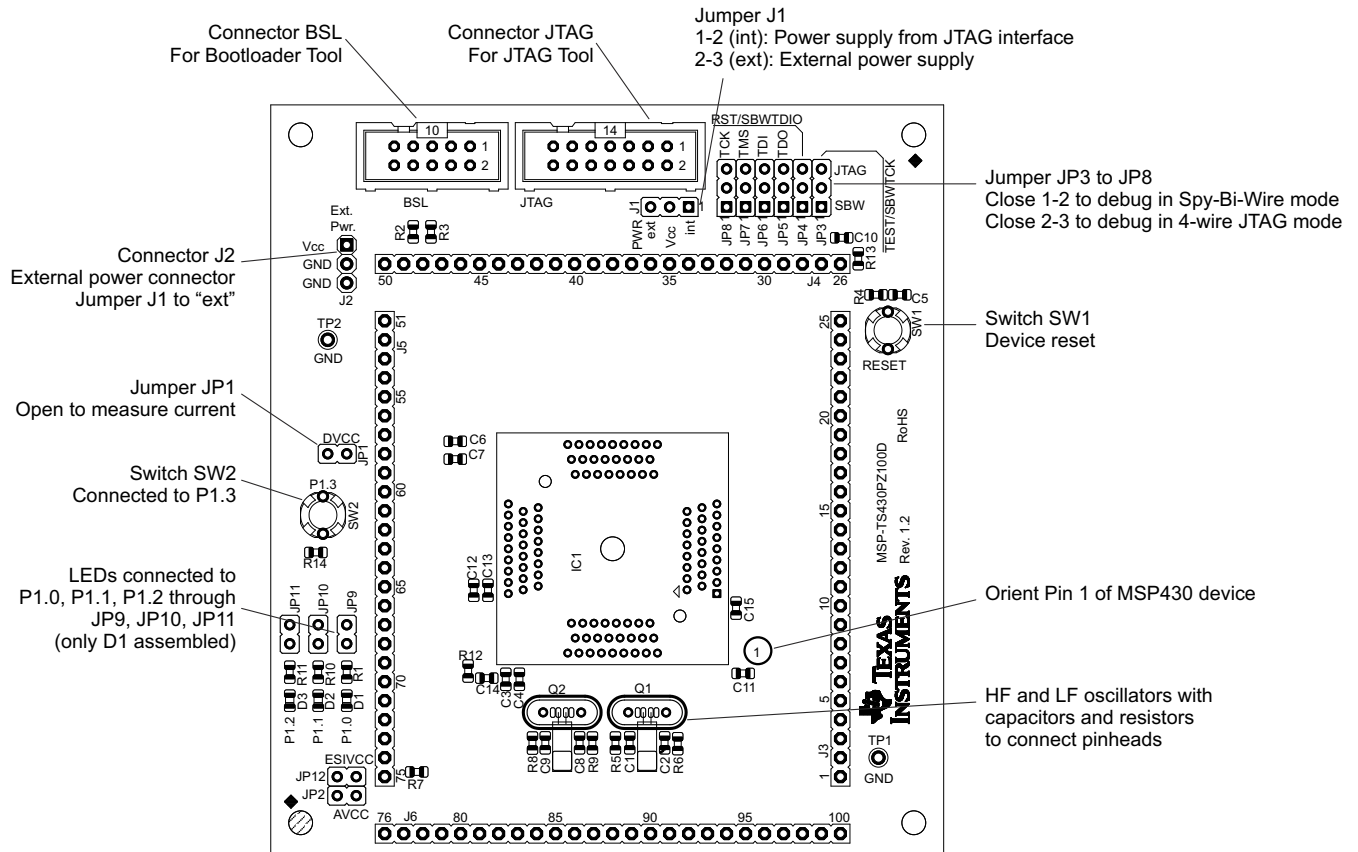 Connector BSL
For Bootloader Tool
Connector JTAG
For JTAG Tool
Jumper J1
1-2 (int): Power supply from JTAG interface
2-3 (ext): External power supply
10
1
2
BSL
14
1
2
JTAG
RST/SBWTDIO
TCK
TMS
TDI
TDO
JTAG
SBW
TEST/SBWTCK
JP8
1
JP7
1
JP6
1
JP5
1
JP4
1
JP3
1
Jumper JP3 to JP8
Close 1-2 to debug in Spy-Bi-Wire mode
Close 2-3 to debug in 4-wire JTAG mode
J1
1
PWR
ext
Vcc
int
R2
R3
C10
R13
Ext.
Pwr.
Vcc
GND
GND
J2
Connector J2
External power connector
Jumper J1 to “ext”
50
45
40
35
30
J4
26
R4
C5
SW1
RESET
Switch SW1
Device reset
TP2
GND
51
J5
55
60
65
70
75
25
20
15
10
5
J3
1
Jumper JP1
Open to measure current
DVCC
JP1
C6
C7
Switch SW2
Connected to P1.3
P1.3
SW2
R14
IC1
C12
C13
C15
MSP-TS430PZ100D
RoHS
Rev. 1.2
TEXAS
INSTRUMENTS
LEDs connected to
P1.0, P1.1, P1.2 through
JP9, JP10, JP11
(only D1 assembled)
JP11
JP10
JP9
R11
R10
R1
D3
D2
D1
P1.2
P1.1
P1.0
Orient Pin 1 of MSP430 device
1
C11
R12
C14
C3
C4
Q2
Q1
R8
C9
C8
R9
R5
C1
C2
R6
HF and LF oscillators with
capacitors and resistors
to connect pinheads
TP1
GND
ESIVCC
JP12
JP2
AVCC
R7
76
J6
80
85
90
95
100